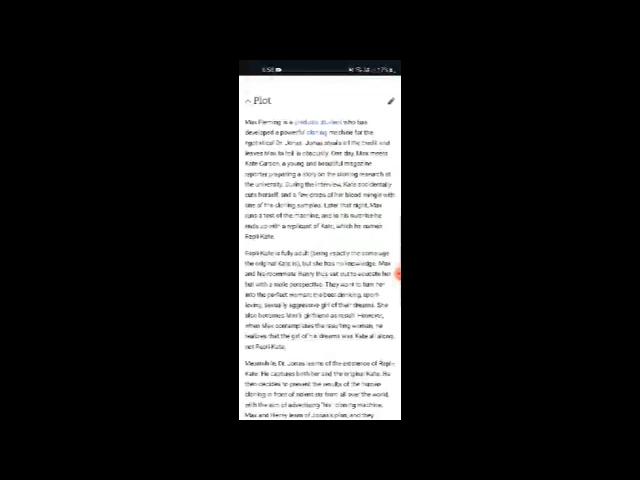 Plot
Max Fleming is a graduate student who has
developed a powerful cloning machine for the
egotistical Dr. Jonas. Jonas steals all the credit and
leaves Max to toil in obscurity. One day, Max meets
Kate Carson, a young and beautiful magazine
reporter preparing a story on the cloning research at
the university. During the interview, Kate accidentally
cuts herself, and a few drops of her blood mingle with
one of the cloning samples. Later that night, Max
runs a test of the machine, and to his surprise he
ends up with a replicant of Kate, which he names
Repli-Kate.
Repli-Kate is fully adult (being exactly the same age
the original Kate is), but she has no knowledge. Max
and his roommate Henry thus set out to educate her
but with a male perspective. They want to turn her
into the perfect woman: the beer drinking, sport-
loving, sexually aggressive girl of their dreams. She
also becomes Max's girlfriend as result. However,
when Max contemplates the resulting woman, he
realizes that the girl of his dreams was Kate all along,
not Repli-Kate.
Meanwhile, Dr. Jonas learns of the existence of Repli-
Kate. He captures both her and the original Kate. He
then decides to present the results of the human
cloning in front of scientists from all over the world,
with the aim of advertising "his" cloning machine.
Max and Henry learn of Jonas's plan, and they